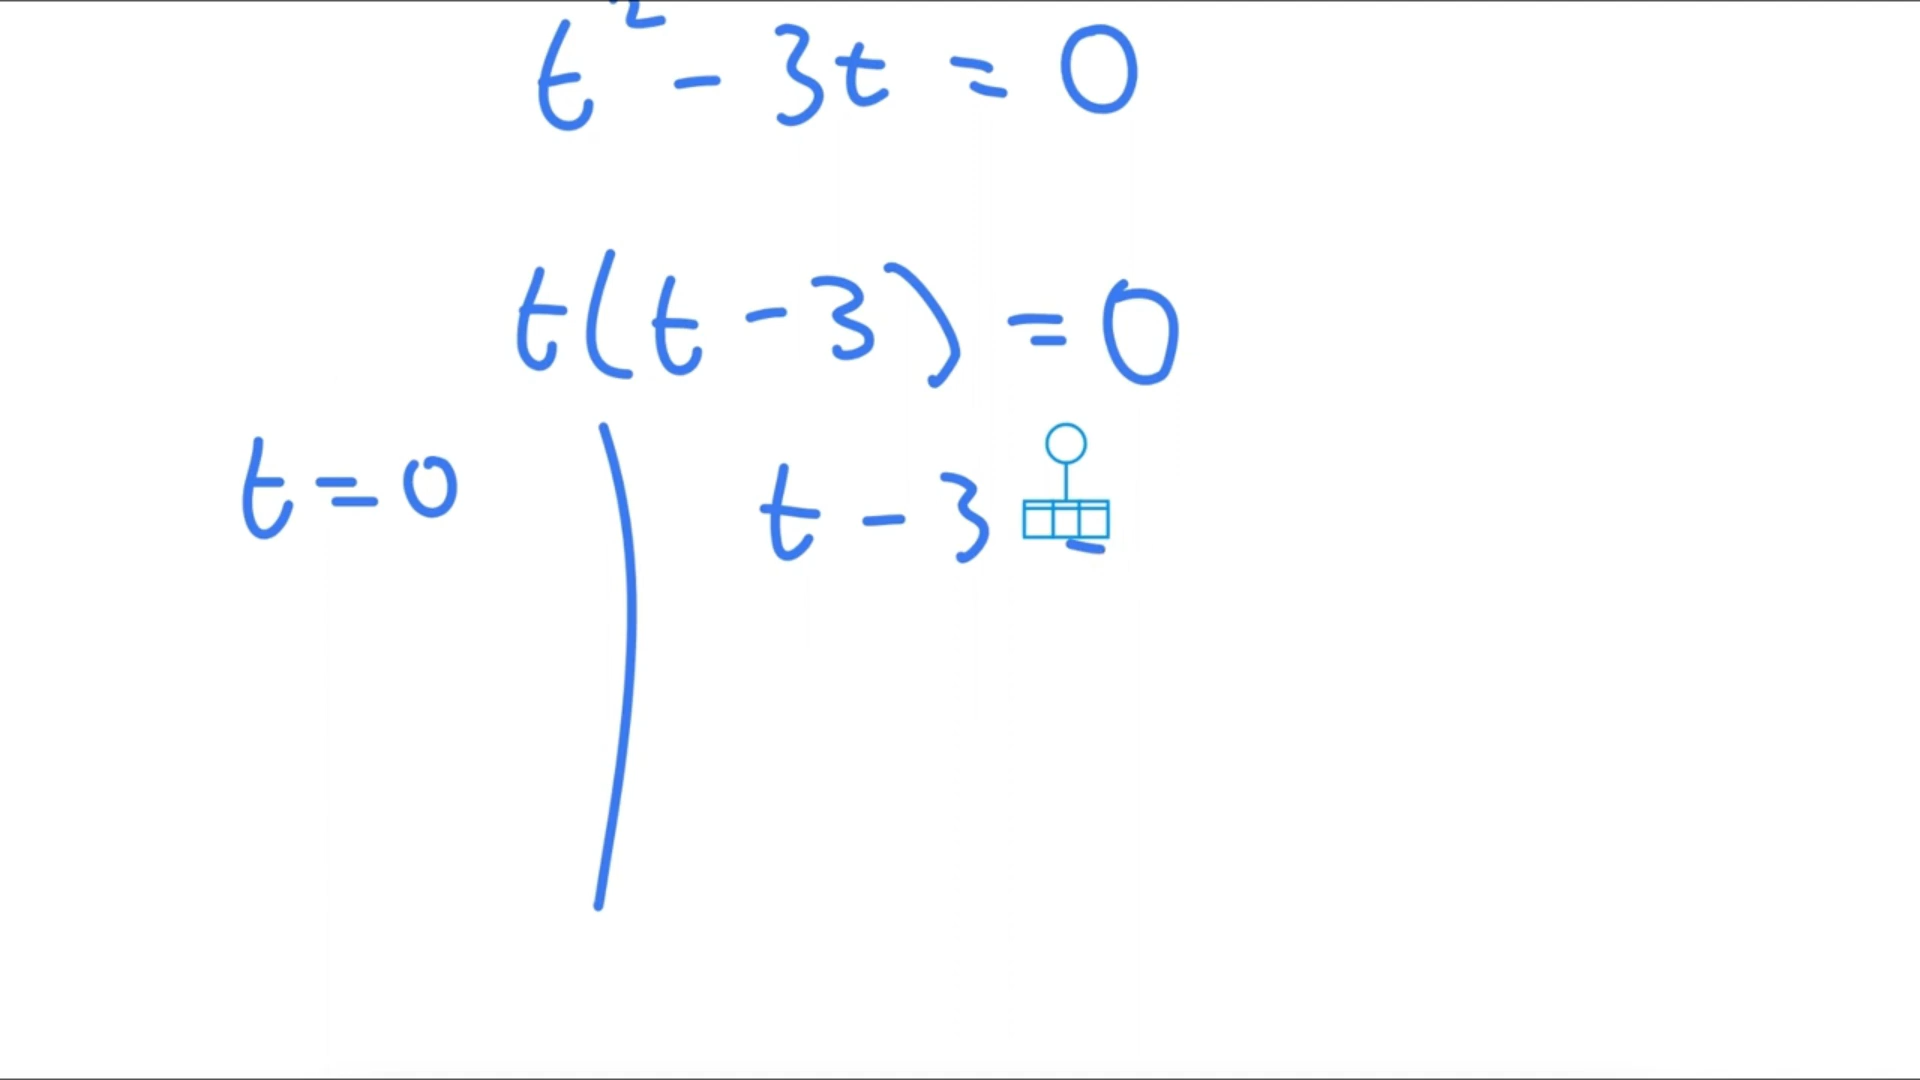 t² - 3t = 0
t(t - 3) = 0
t = 0
t - 3 =